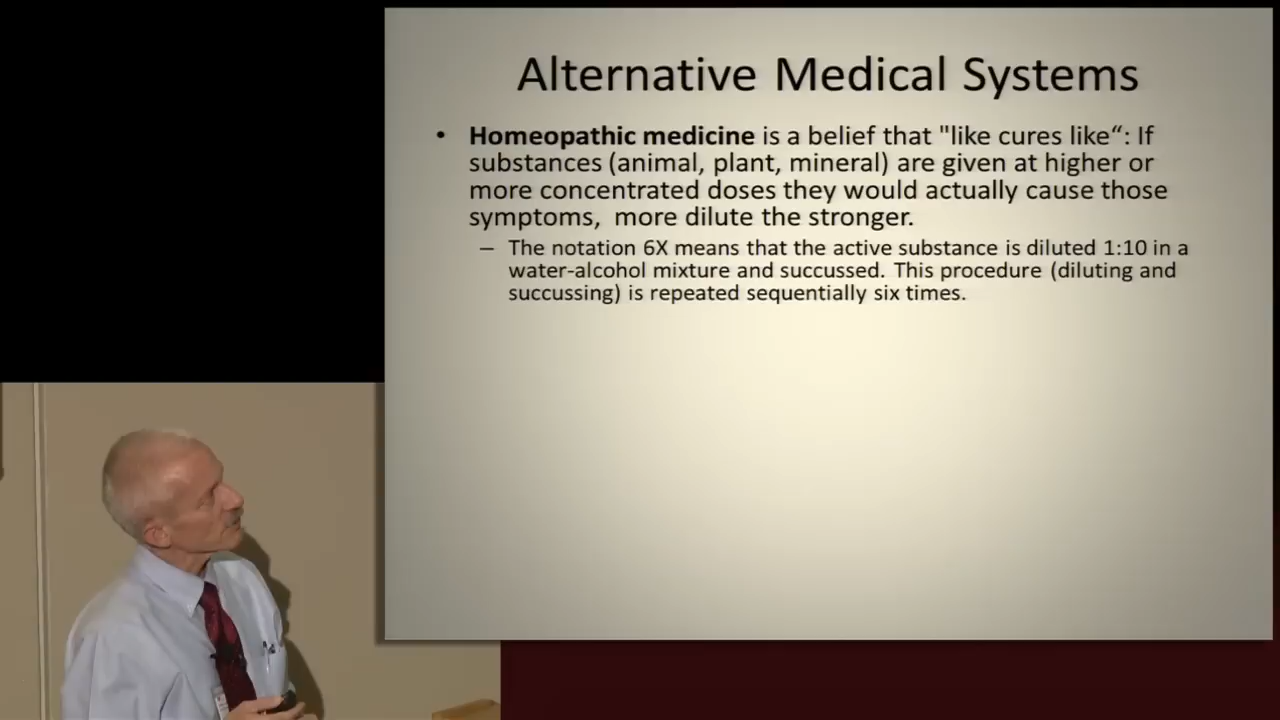 Alternative Medical Systems
• Homeopathic medicine is a belief that "like cures like“: If
substances (animal, plant, mineral) are given at higher or
more concentrated doses they would actually cause those
symptoms,  more dilute the stronger.
– The notation 6X means that the active substance is diluted 1:10 in a
water-alcohol mixture and succussed. This procedure (diluting and
succussing) is repeated sequentially six times.